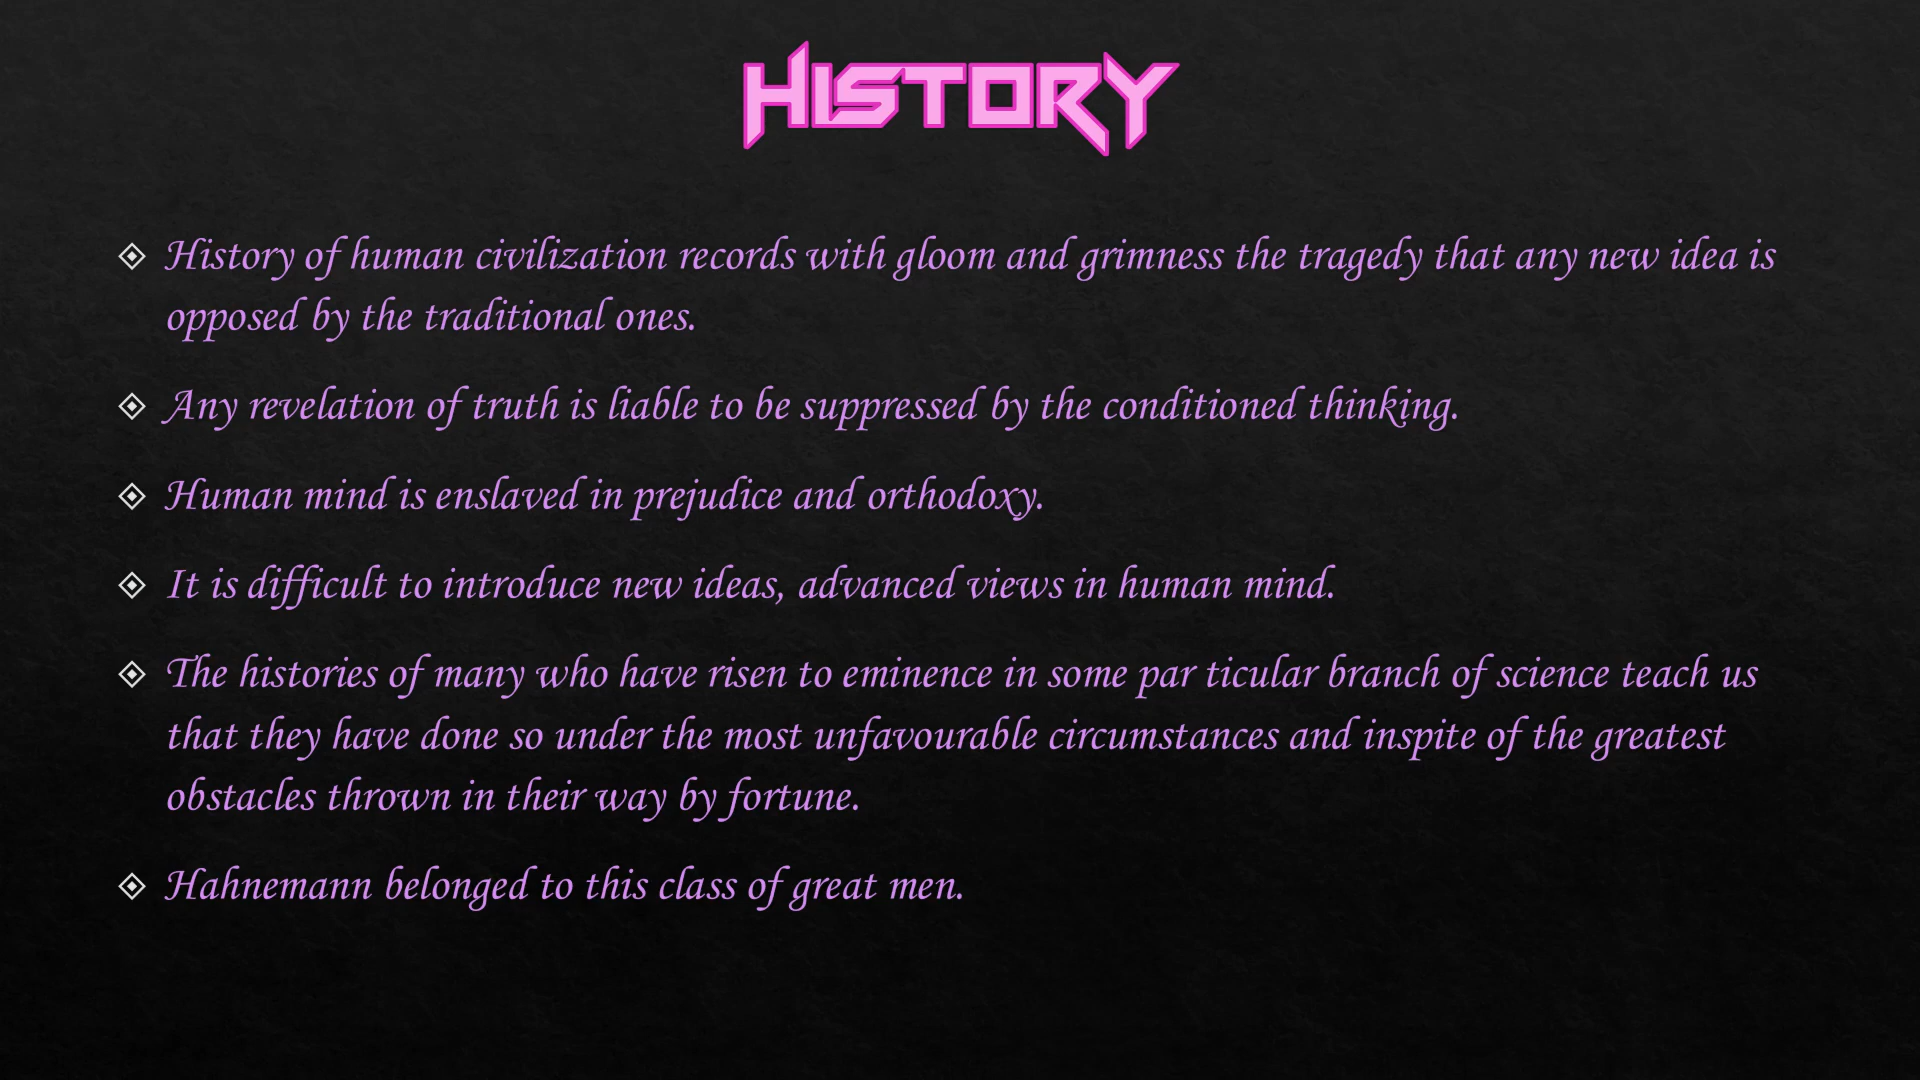 HISTORY
History of human civilization records with gloom and grimness the tragedy that any new idea is
opposed by the traditional ones.
Any revelation of truth is liable to be suppressed by the conditioned thinking.
Human mind is enslaved in prejudice and orthodoxy.
It is difficult to introduce new ideas, advanced views in human mind.
The histories of many who have risen to eminence in some par ticular branch of science teach us
that they have done so under the most unfavourable circumstances and inspite of the greatest
obstacles thrown in their way by fortune.
Hahnemann belonged to this class of great men.